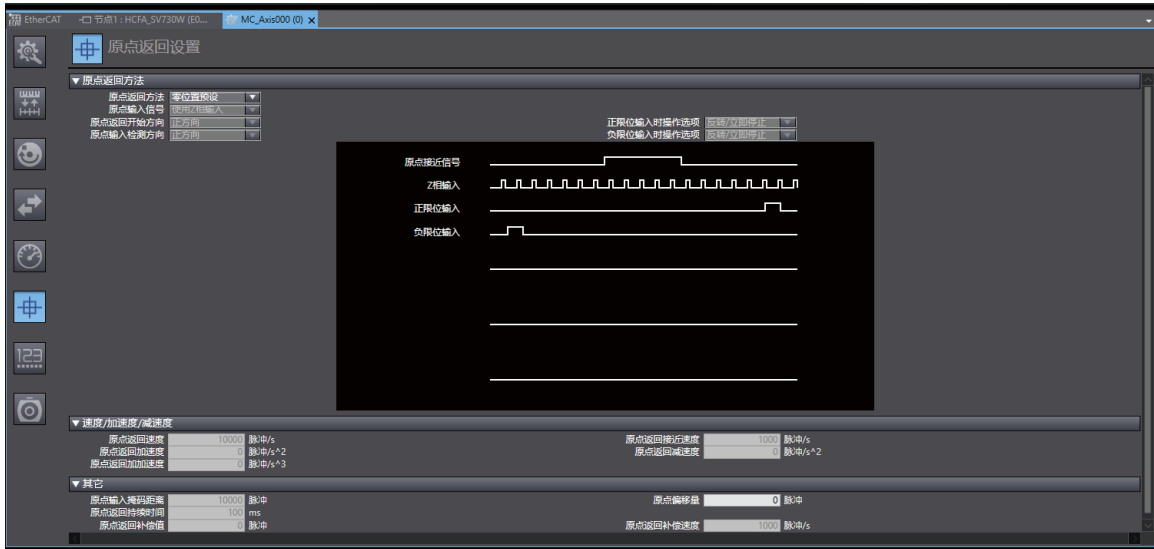 EtherCAT 节点1 : HCFA_SV730W (E0... MC_Axis000 (0) x
原点返回设置
▼ 原点返回方法
原点返回方法 零位置预设
原点输入信号 使用Z相输入
原点返回开始方向 正方向 正限位输入时操作选项 反转/立即停止
原点输入检测方向 正方向 负限位输入时操作选项 反转/立即停止
原点接近信号
Z相输入
正限位输入
负限位输入
123
▼ 速度/加速度/减速度
原点返回速度 10000 脉冲/s 原点返回接近速度 1000 脉冲/s
原点返回加速度 0 脉冲/s^2 原点返回减速度 0 脉冲/s^2
原点返回加加速度 0 脉冲/s^3
▼ 其它
原点输入掩码距离 10000 脉冲 原点偏移量 0 脉冲
原点返回持续时间 100 ms
原点返回补偿值 0 脉冲 原点返回补偿速度 1000 脉冲/s